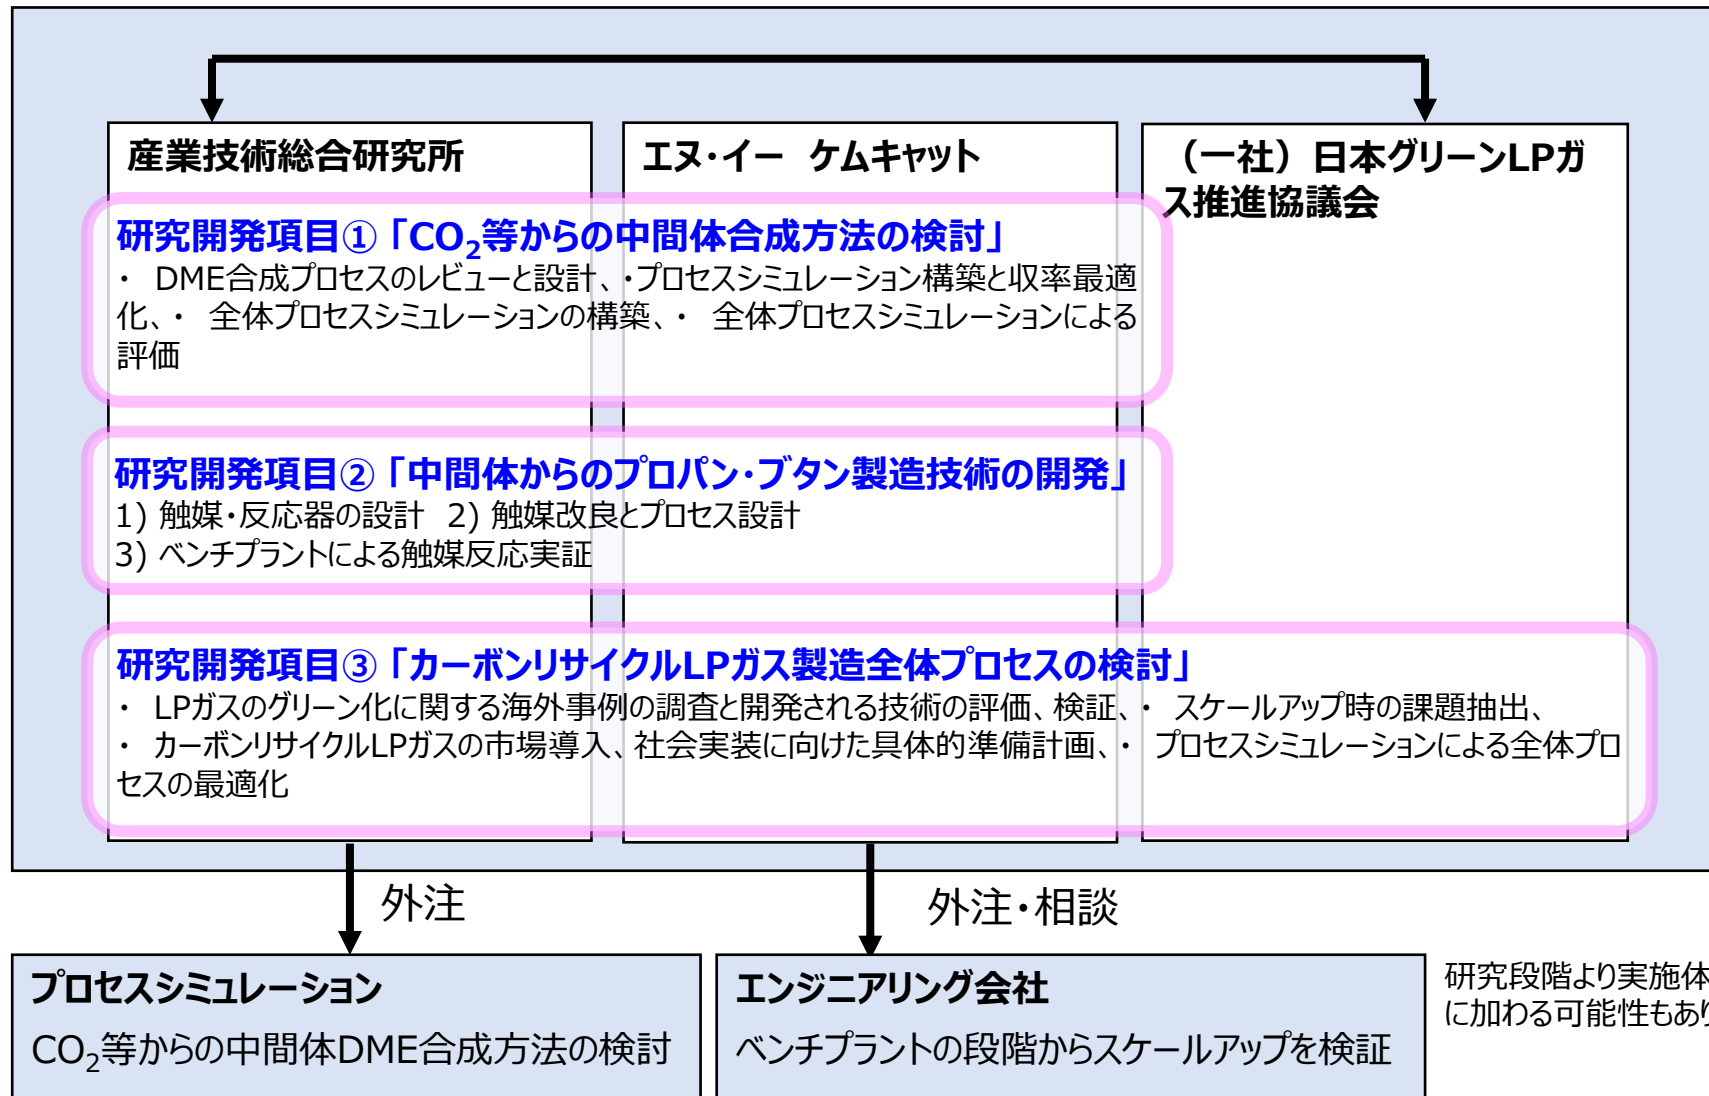 産業技術総合研究所
エヌ・イー ケムキャット
（一社）日本グリーンLPガ
ス推進協議会
研究開発項目①「CO₂等からの中間体合成方法の検討」
・ DME合成プロセスのレビューと設計、・プロセスシミュレーション構築と収率最適
化、・ 全体プロセスシミュレーションの構築、・ 全体プロセスシミュレーションによる
評価
研究開発項目②「中間体からのプロパン・ブタン製造技術の開発」
1) 触媒・反応器の設計 2) 触媒改良とプロセス設計
3) ベンチプラントによる触媒反応実証
研究開発項目③「カーボンリサイクルLPガス製造全体プロセスの検討」
・ LPガスのグリーン化に関する海外事例の調査と開発される技術の評価、検証、・ スケールアップ時の課題抽出、
・ カーボンリサイクルLPガスの市場導入、社会実装に向けた具体的準備計画、・ プロセスシミュレーションによる全体プロ
セスの最適化
外注
外注・相談
プロセスシミュレーション
CO₂等からの中間体DME合成方法の検討
エンジニアリング会社
ベンチプラントの段階からスケールアップを検証
研究段階より実施体
に加わる可能性もあ